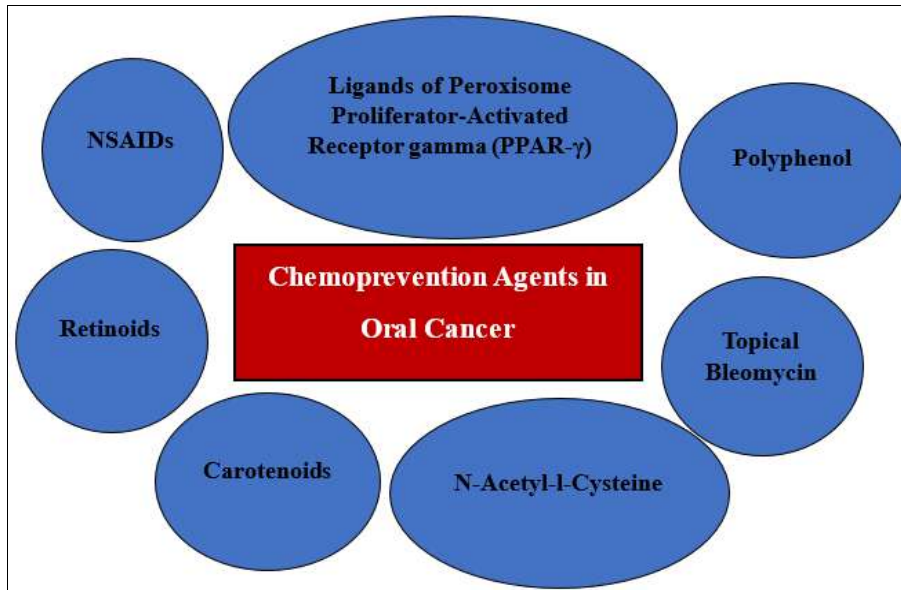 Ligands of Peroxisome
Proliferator-Activated
Receptor gamma (PPAR-γ)
NSAIDs
Polyphenol
Chemoprevention Agents in
Oral Cancer
Retinoids
Topical
Bleomycin
Carotenoids
N-Acetyl-l-Cysteine